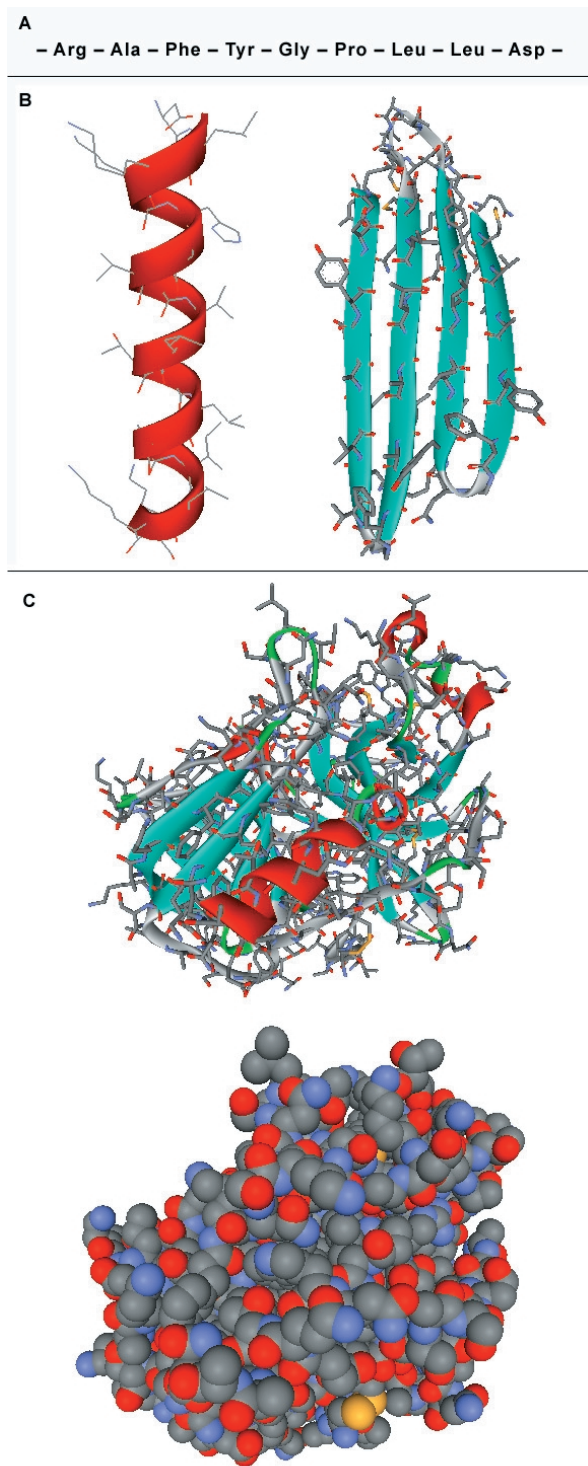 A
– Arg – Ala – Phe – Tyr – Gly – Pro – Leu – Leu – Asp –
B
C